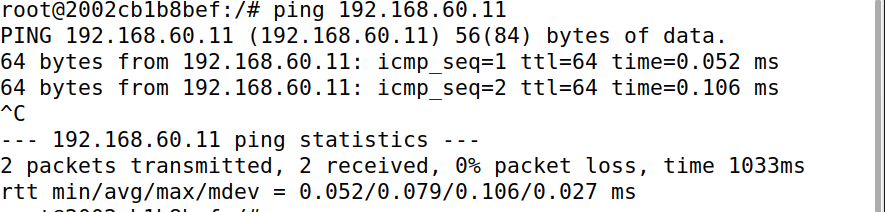 root@2002cb1b8bef:/# ping 192.168.60.11
PING 192.168.60.11 (192.168.60.11) 56(84) bytes of data.
64 bytes from 192.168.60.11: icmp_seq=1 ttl=64 time=0.052 ms
64 bytes from 192.168.60.11: icmp_seq=2 ttl=64 time=0.106 ms
^C
--- 192.168.60.11 ping statistics ---
2 packets transmitted, 2 received, 0% packet loss, time 1033ms
rtt min/avg/max/mdev = 0.052/0.079/0.106/0.027 ms
root@2002cb1b8bef:/#